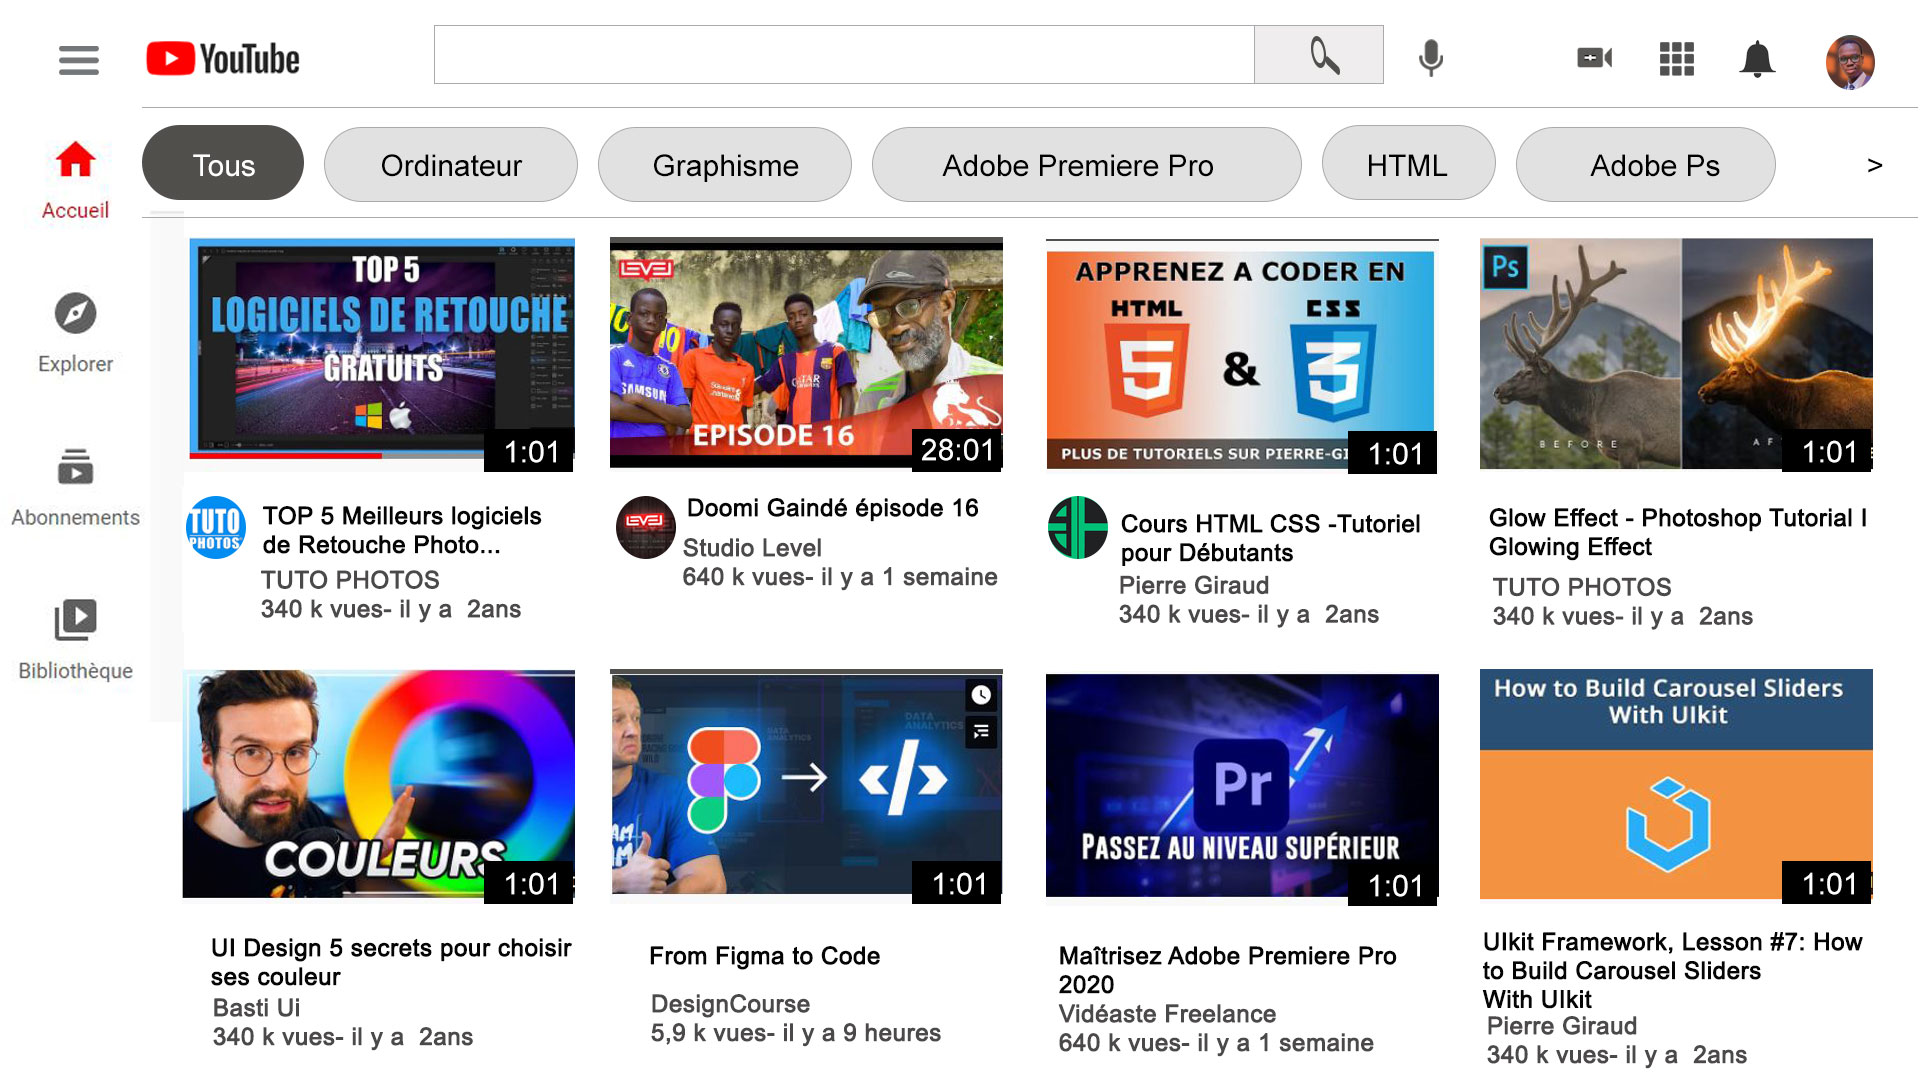 YouTube
Tous
Ordinateur
Graphisme
Adobe Premiere Pro
HTML
Adobe Ps
>
Accueil
Explorer
Abonnements
Bibliothèque
TOP 5
LOGICIELS DE RETOUCHE
GRATUITS
1:01
LEVEL
SAMSUNG
QATAR
EPISODE 16
28:01
APPRENEZ A CODER EN
HTML
CSS
5
&
3
PLUS DE TUTORIELS SUR PIERRE-GI
1:01
Ps
BEFORE
AF
1:01
TUTO
PHOTOS
TOP 5 Meilleurs logiciels
de Retouche Photo...
TUTO PHOTOS
340 k vues- il y a  2ans
LEVEL
Doomi Gaindé épisode 16
Studio Level
640 k vues- il y a 1 semaine
Cours HTML CSS -Tutoriel
pour Débutants
Pierre Giraud
340 k vues- il y a  2ans
Glow Effect - Photoshop Tutorial I
Glowing Effect
TUTO PHOTOS
340 k vues- il y a  2ans
COULEURS
1:01
DATA
ANALYTICS
</>
1:01
Pr
PASSEZ AU NIVEAU SUPÉRIEUR
1:01
How to Build Carousel Sliders
With UIkit
1:01
UI Design 5 secrets pour choisir
ses couleur
Basti Ui
340 k vues- il y a  2ans
From Figma to Code
DesignCourse
5,9 k vues- il y a 9 heures
Maîtrisez Adobe Premiere Pro
2020
Vidéaste Freelance
640 k vues- il y a 1 semaine
UIkit Framework, Lesson #7: How
to Build Carousel Sliders
With UIkit
Pierre Giraud
340 k vues- il y a  2ans